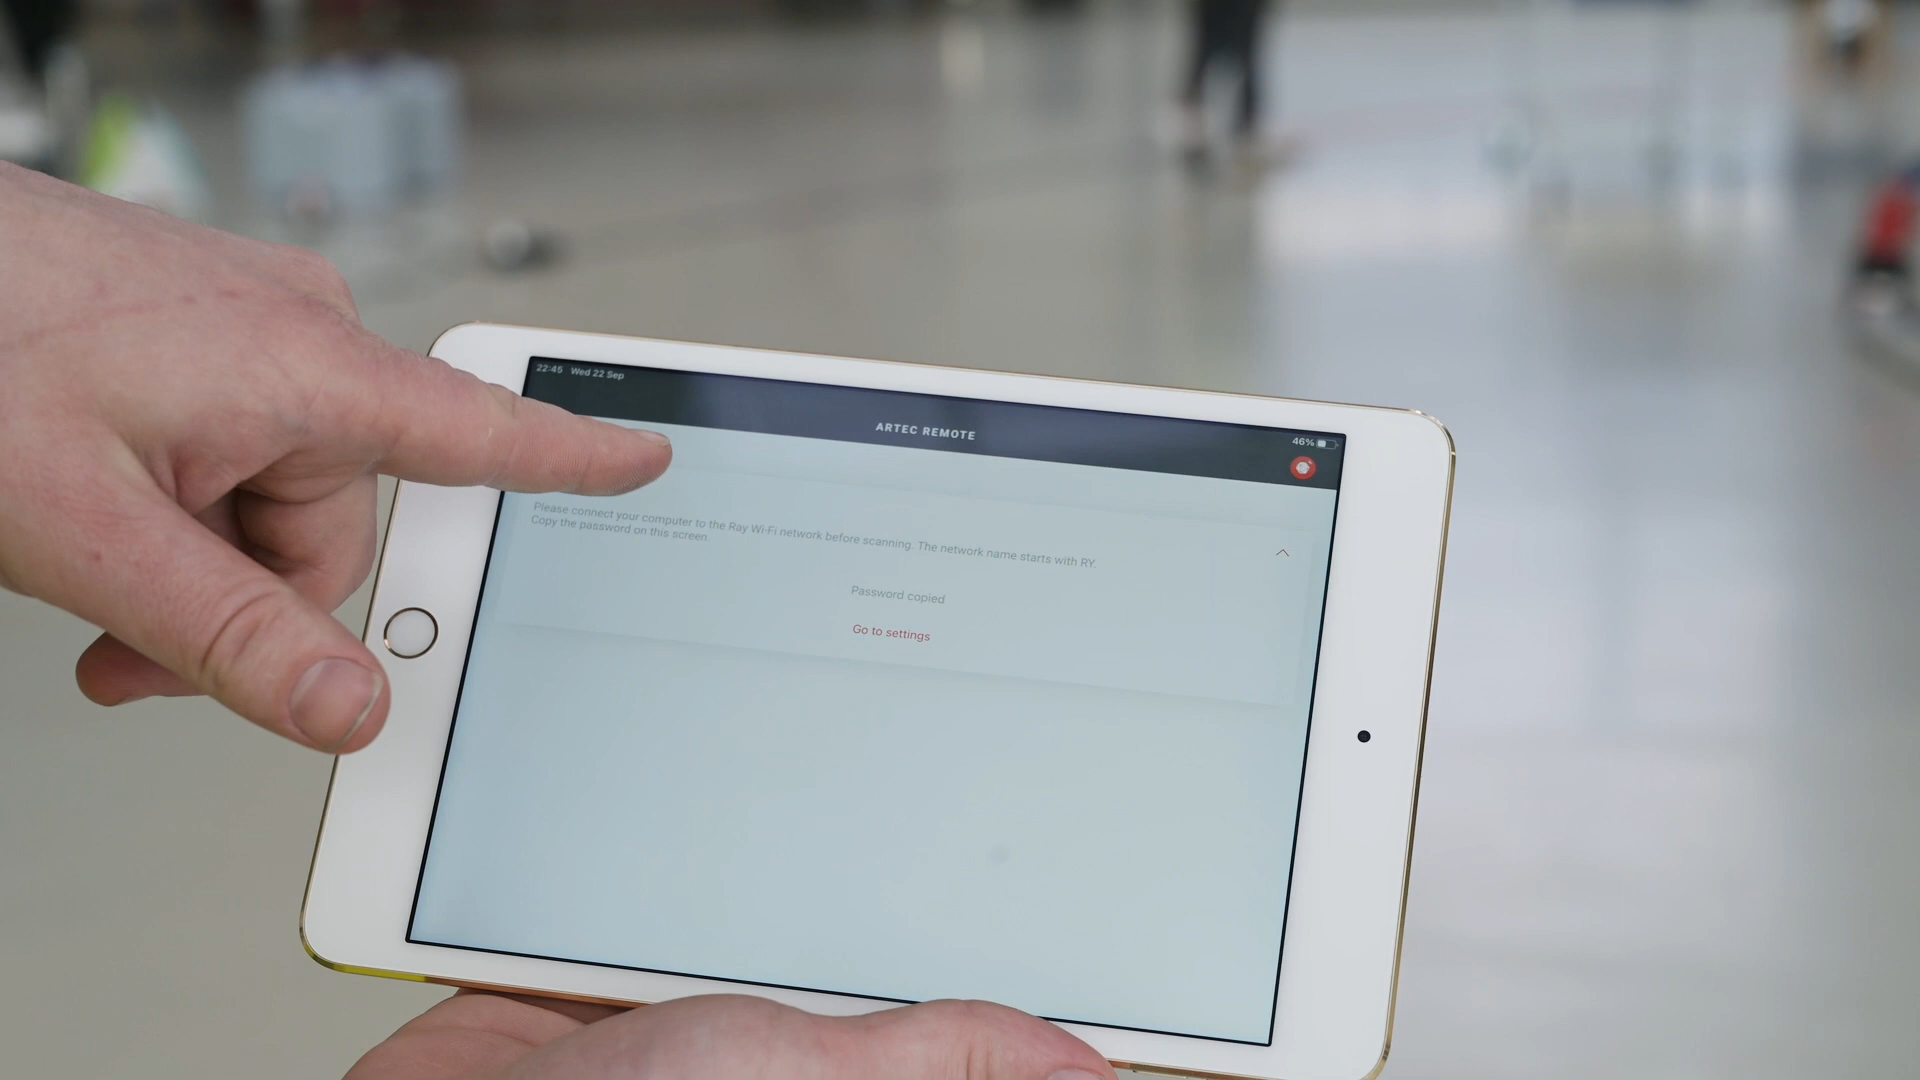 22:45 Wed 22 Sep
46%
ARTEC REMOTE
Please connect your computer to the Ray Wi-Fi network before scanning. The network name starts with RY.
Copy the password on this screen.
Password copied
Go to settings